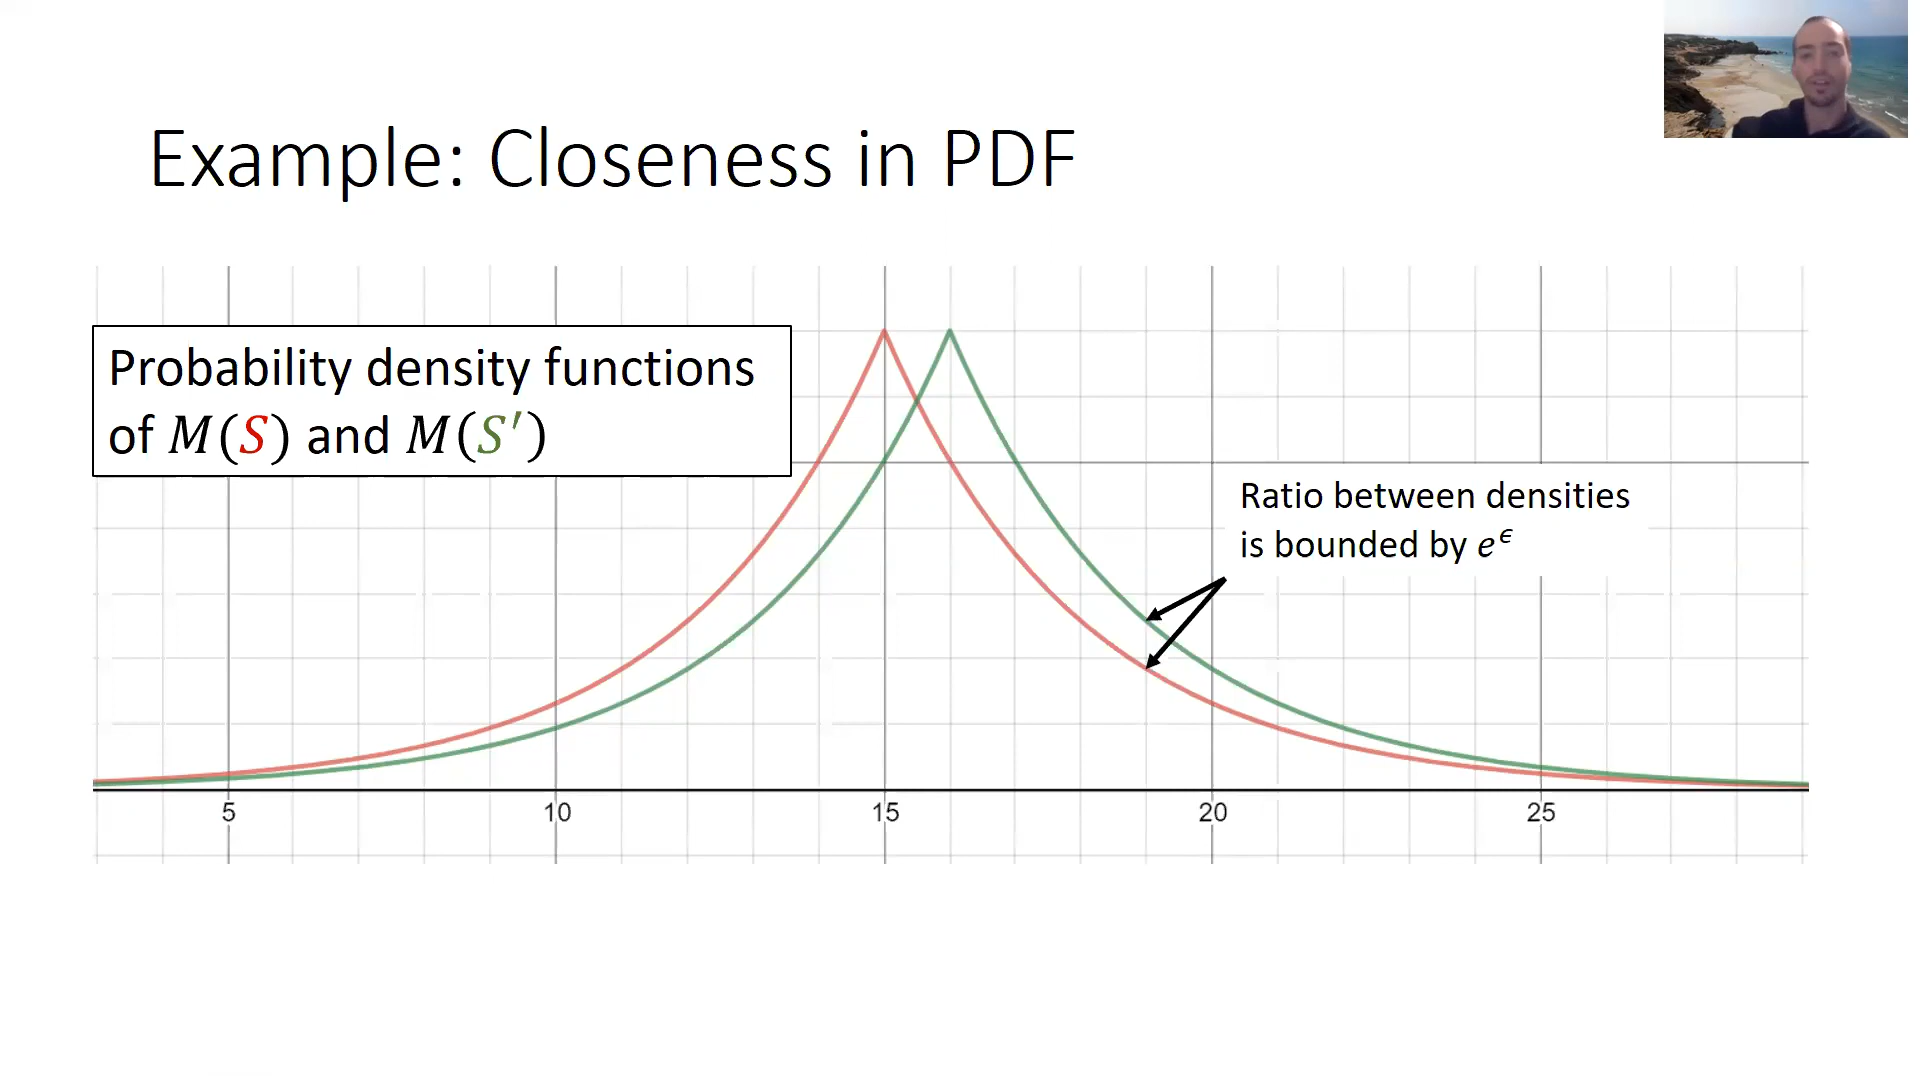 Example: Closeness in PDF
Probability density functions
of M(S) and M(S′)
Ratio between densities
is bounded by e^ϵ
5 10 15 20 25